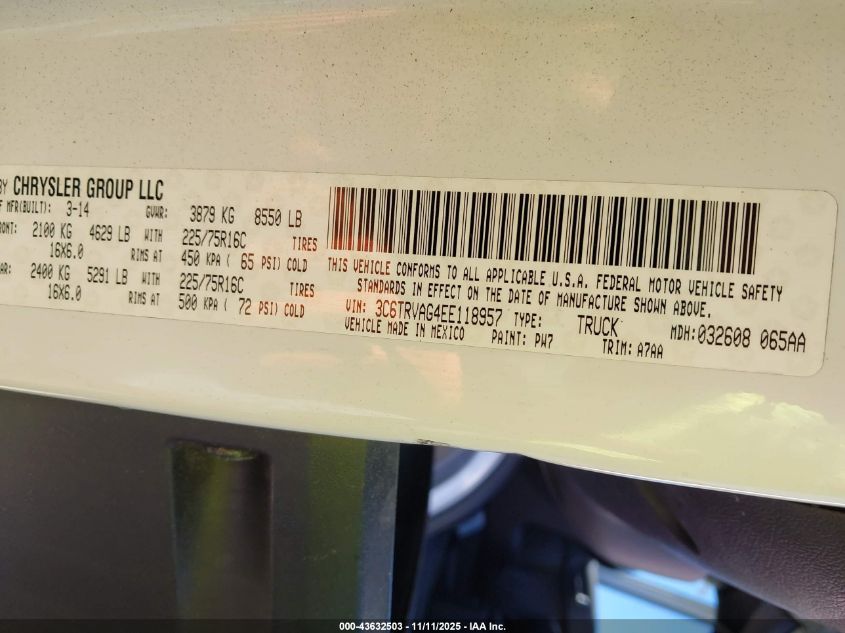 BY CHRYSLER GROUP LLC
OF MFR(BUILT): 3-14 GVWR: 3879 KG 8550 LB
RONT: 2100 KG 4629 LB WITH 225/75R16C TIRES
16X6.0 RIMS AT 450 KPA ( 65 PSI) COLD
AR: 2400 KG 5291 LB WITH 225/75R16C TIRES
16X6.0 RIMS AT 500 KPA ( 72 PSI) COLD
THIS VEHICLE CONFORMS TO ALL APPLICABLE U.S.A. FEDERAL MOTOR VEHICLE SAFETY
STANDARDS IN EFFECT ON THE DATE OF MANUFACTURE SHOWN ABOVE.
VIN: 3C6TRVAG4EE118957 TYPE: TRUCK MDH:032608 065AA
VEHICLE MADE IN MEXICO PAINT: PW7 TRIM: A7AA
000-43632503 - 11/11/2025 - IAA Inc.